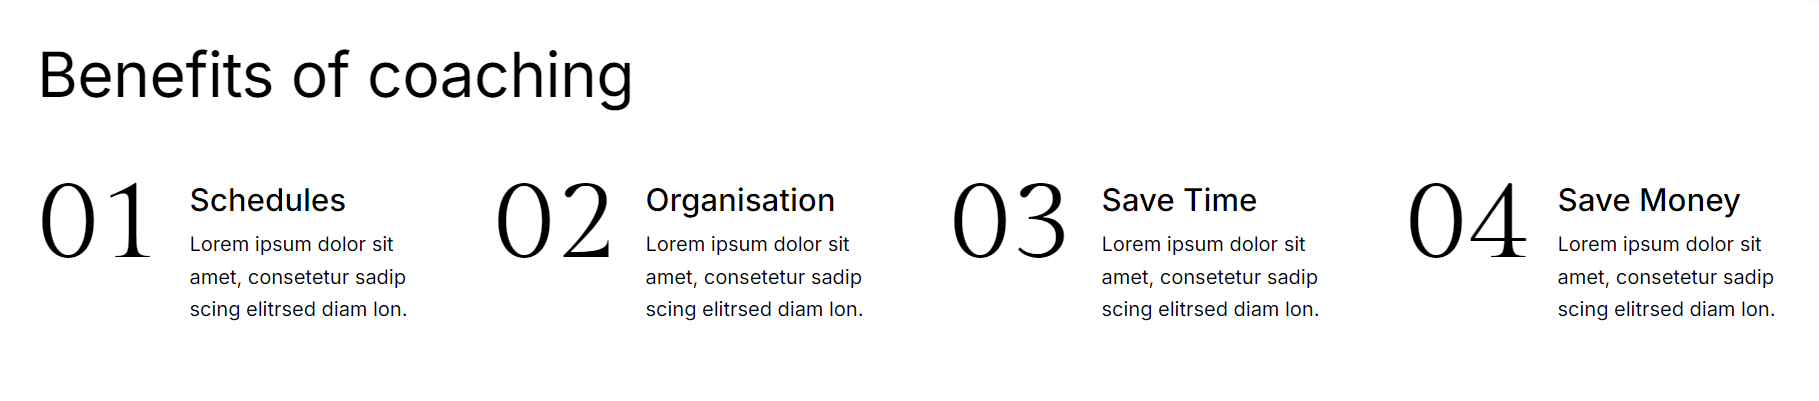 Benefits of coaching
01
Schedules
Lorem ipsum dolor sit
amet, consetetur sadip
scing elitrsed diam lon.
02
Organisation
Lorem ipsum dolor sit
amet, consetetur sadip
scing elitrsed diam lon.
03
Save Time
Lorem ipsum dolor sit
amet, consetetur sadip
scing elitrsed diam lon.
04
Save Money
Lorem ipsum dolor sit
amet, consetetur sadip
scing elitrsed diam lon.